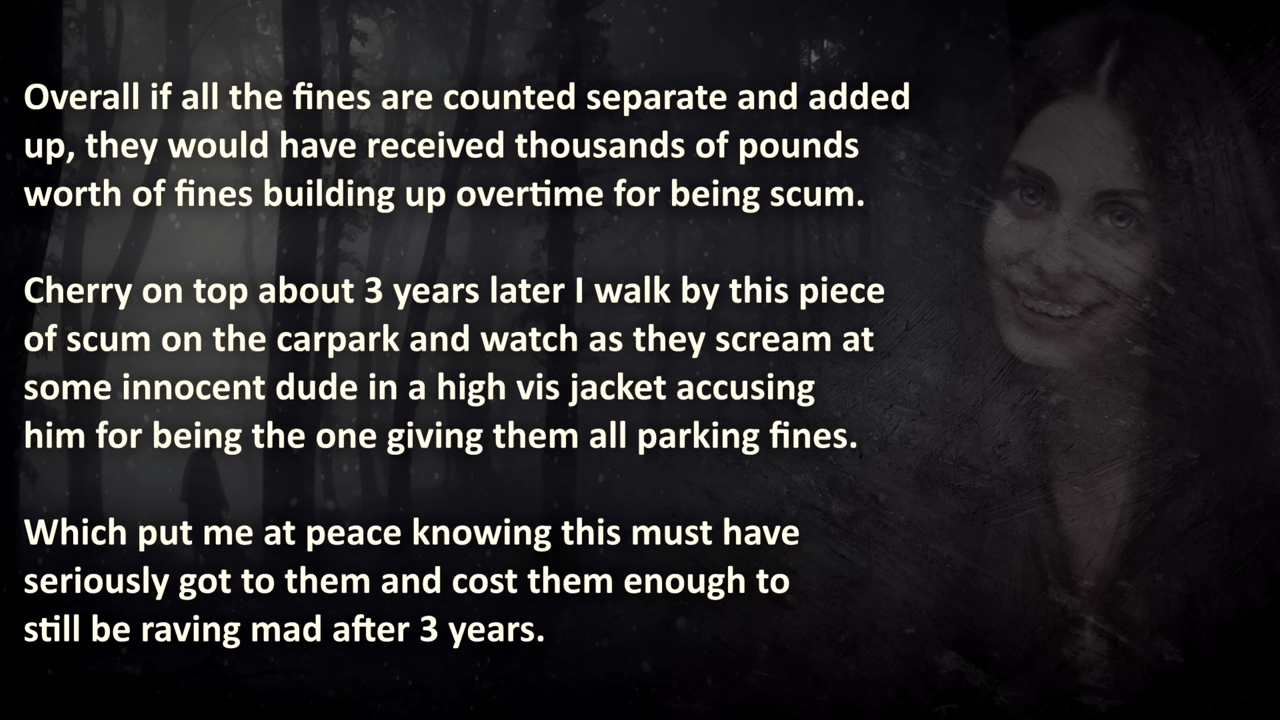 Overall if all the fines are counted separate and added
up, they would have received thousands of pounds
worth of fines building up overtime for being scum.
Cherry on top about 3 years later I walk by this piece
of scum on the carpark and watch as they scream at
some innocent dude in a high vis jacket accusing
him for being the one giving them all parking fines.
Which put me at peace knowing this must have
seriously got to them and cost them enough to
still be raving mad after 3 years.